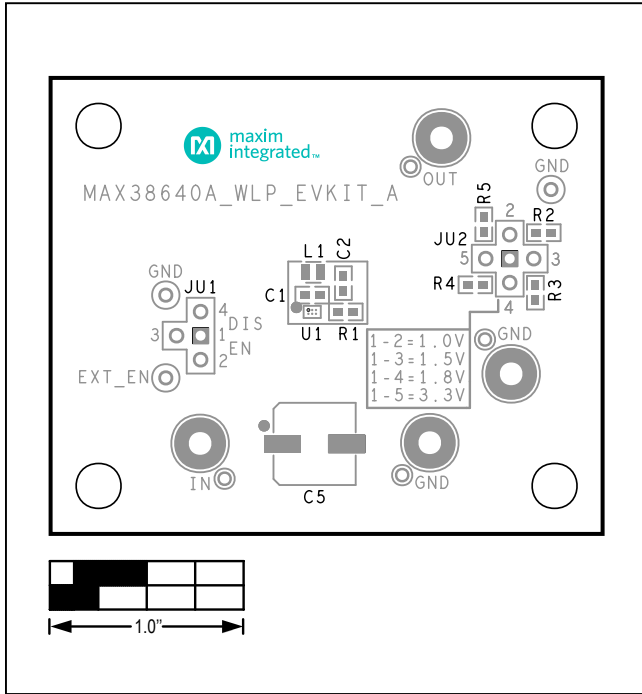 maxim
integrated™
OUT
GND
MAX38640A_WLP_EVKIT_A
R5
2
R2
JU2
5
3
R4
R3
4
L1
C2
C1
U1
R1
GND
JU1
4
DIS
3
1
EN
2
EXT_EN
GND
1-2=1.0V
1-3=1.5V
1-4=1.8V
1-5=3.3V
IN
C5
GND
1.0"